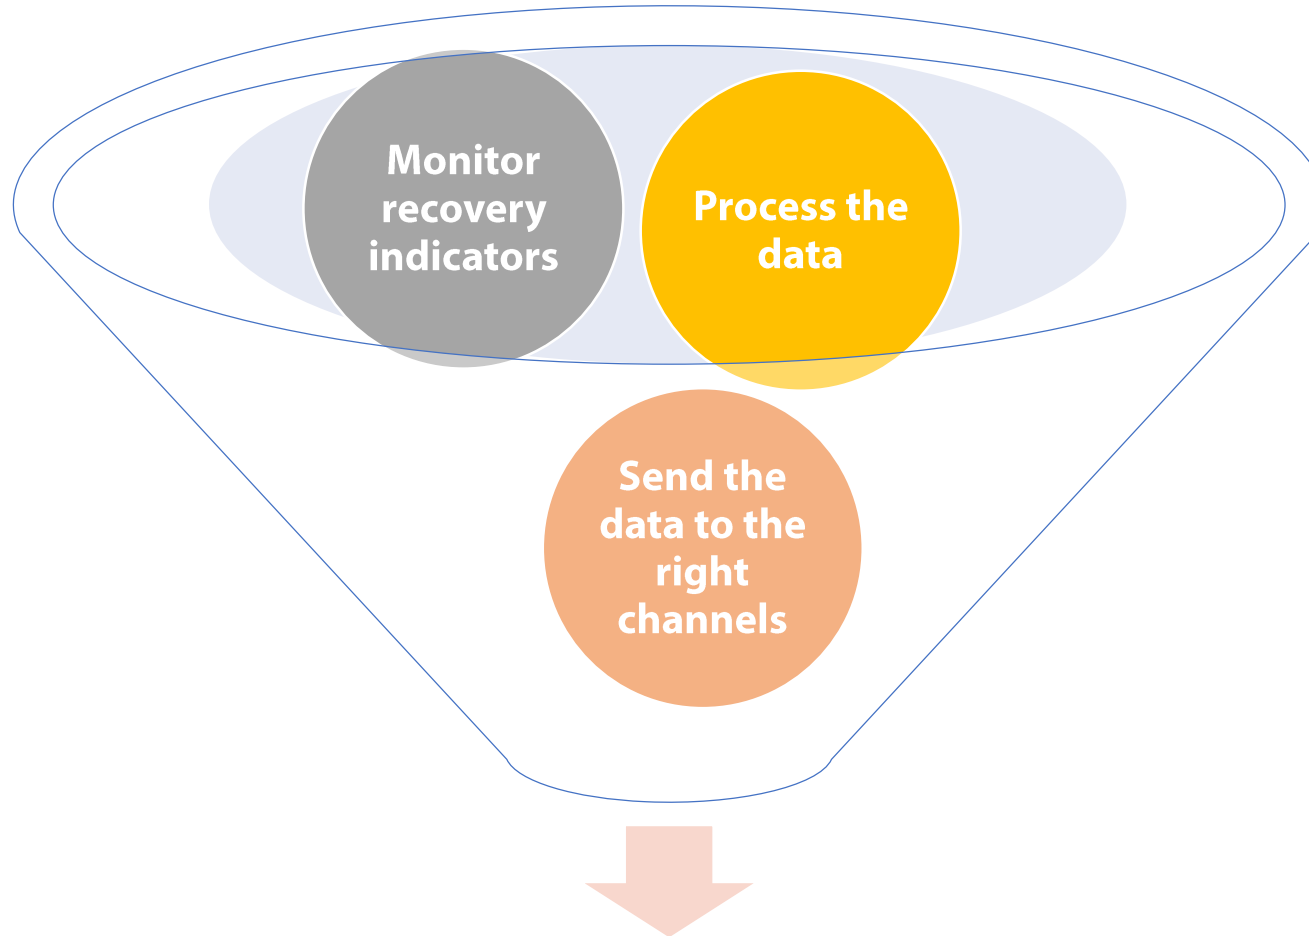 Monitor
recovery
indicators
Process the
data
Send the
data to the
right
channels